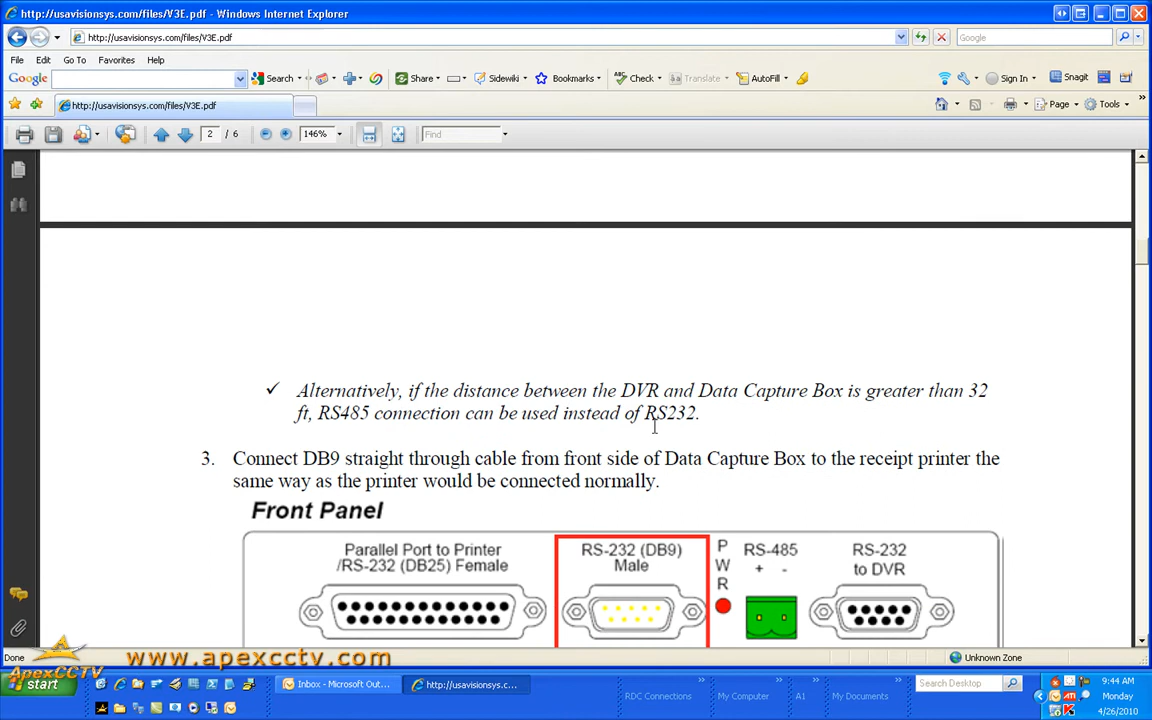 http://usavisionsys.com/files/V3E.pdf - Windows Internet Explorer
http://usavisionsys.com/files/V3E.pdf
Google
File Edit Go To Favorites Help
Google Search Share Sidewiki Bookmarks Check Translate AutoFill Sign In Snagit
http://usavisionsys.com/files/V3E.pdf
Page Tools
2 / 6 146% Find
Alternatively, if the distance between the DVR and Data Capture Box is greater than 32
ft, RS485 connection can be used instead of RS232.
3. Connect DB9 straight through cable from front side of Data Capture Box to the receipt printer the
same way as the printer would be connected normally.
Front Panel
Parallel Port to Printer
/RS-232 (DB25) Female
RS-232 (DB9)
Male
P
W
R
RS-485
+ -
RS-232
to DVR
Done
Unknown Zone
www.apexcctv.com
ApexCCTV
start
Inbox - Microsoft Out...
http://usavisionsys.c...
RDC Connections
My Computer
A1
My Documents
Search Desktop
9:44 AM
Monday
4/26/2010